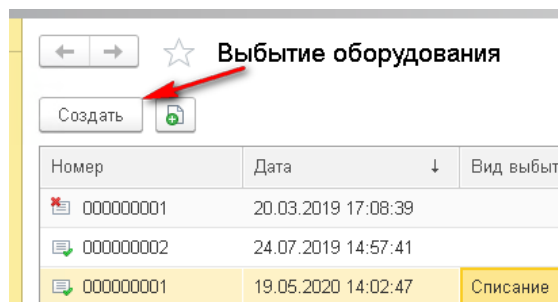 Выбытие оборудования
Создать
Номер Дата ↓ Вид выбыт
000000001 20.03.2019 17:08:39
000000002 24.07.2019 14:57:41
000000001 19.05.2020 14:02:47 Списание